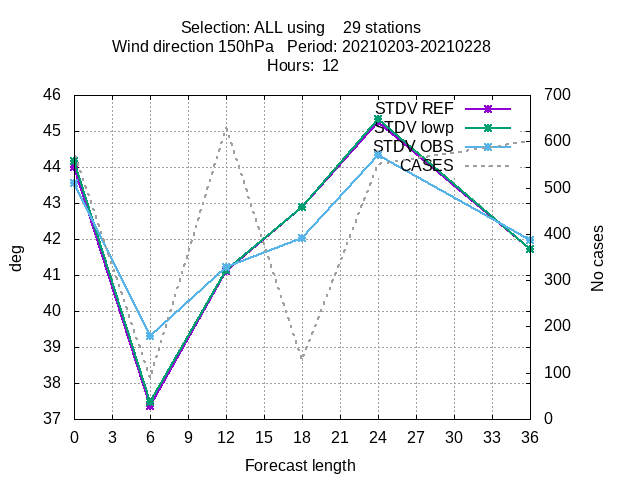 Selection: ALL using    29 stations
Wind direction 150hPa   Period: 20210203-20210228
Hours:  12
46
45
44
43
42
41
40
39
38
37
deg
700
600
500
400
300
200
100
0
No cases
STDV REF
STDV lowp
STDV OBS
CASES
0 3 6 9 12 15 18 21 24 27 30 33 36
Forecast length